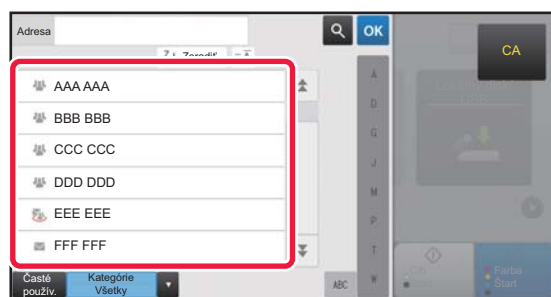 Adresa
OK
CA
Zoradiť
AAA AAA
BBB BBB
CCC CCC
DDD DDD
EEE EEE
FFF FFF
A
D
G
J
M
P
T
W
ABC
Časté
použív.
Kategórie
Všetky
Farba
Štart